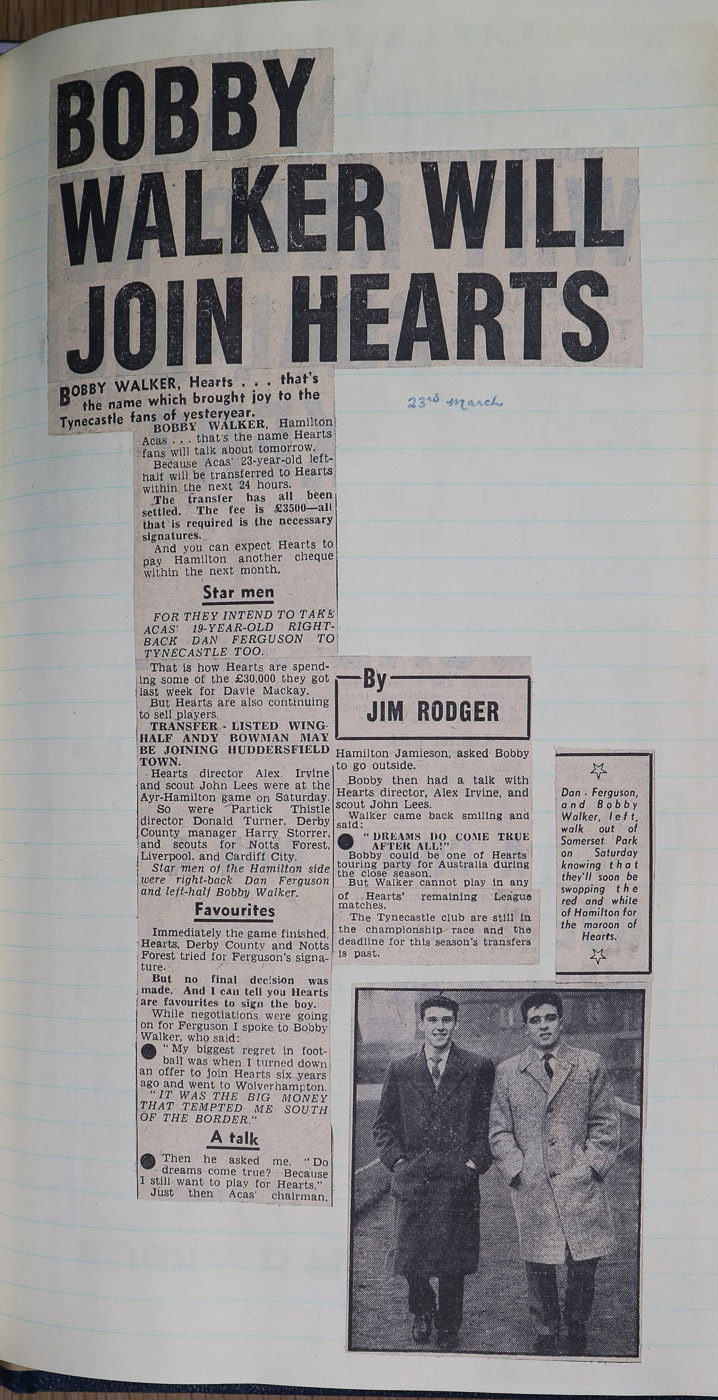 BOBBY
WALKER WILL
JOIN HEARTS
BOBBY WALKER, Hearts . . . that's
the name which brought joy to the
Tynecastle fans of yesteryear.
23rd March
BOBBY WALKER, Hamilton
Acas . . . that's the name Hearts
fans will talk about tomorrow.
Because Acas' 23-year-old left-
half will be transferred to Hearts
within the next 24 hours.
The transfer has all been
settled. The fee is £3500—all
that is required is the necessary
signatures.
And you can expect Hearts to
pay Hamilton another cheque
within the next month.
Star men
FOR THEY INTEND TO TAKE
ACAS' 19-YEAR-OLD RIGHT-
BACK DAN FERGUSON TO
TYNECASTLE TOO.
That is how Hearts are spend-
ing some of the £30,000 they got
last week for Davie Mackay.
But Hearts are also continuing
to sell players.
TRANSFER - LISTED WING-
HALF ANDY BOWMAN MAY
BE JOINING HUDDERSFIELD
TOWN.
Hearts director Alex. Irvine
and scout John Lees were at the
Ayr-Hamilton game on Saturday.
So were Partick Thistle
director Donald Turner, Derby
County manager Harry Storrer,
and scouts for Notts Forest,
Liverpool, and Cardiff City.
Star men of the Hamilton side
were right-back Dan Ferguson
and left-half Bobby Walker.
Favourites
Immediately the game finished,
Hearts, Derby County and Notts
Forest tried for Ferguson's signa-
ture.
But no final decision was
made. And I can tell you Hearts
are favourites to sign the boy.
While negotiations were going
on for Ferguson I spoke to Bobby
Walker, who said:
● "My biggest regret in foot-
ball was when I turned down
an offer to join Hearts six years
ago and went to Wolverhampton.
"IT WAS THE BIG MONEY
THAT TEMPTED ME SOUTH
OF THE BORDER."
A talk
● Then he asked me, "Do
dreams come true? Because
I still want to play for Hearts."
Just then Acas' chairman,
By
JIM RODGER
Hamilton Jamieson, asked Bobby
to go outside.
Bobby then had a talk with
Hearts director, Alex Irvine, and
scout John Lees.
Walker came back smiling and
said:
● "DREAMS DO COME TRUE
AFTER ALL!"
Bobby could be one of Hearts
touring party for Australia during
the close season.
But Walker cannot play in any
of Hearts' remaining League
matches.
The Tynecastle club are still in
the championship race and the
deadline for this season's transfers
is past.
Dan Ferguson,
and Bobby
Walker, left,
walk out of
Somerset Park
on Saturday
knowing that
they'll soon be
swopping the
red and white
of Hamilton for
the maroon of
Hearts.